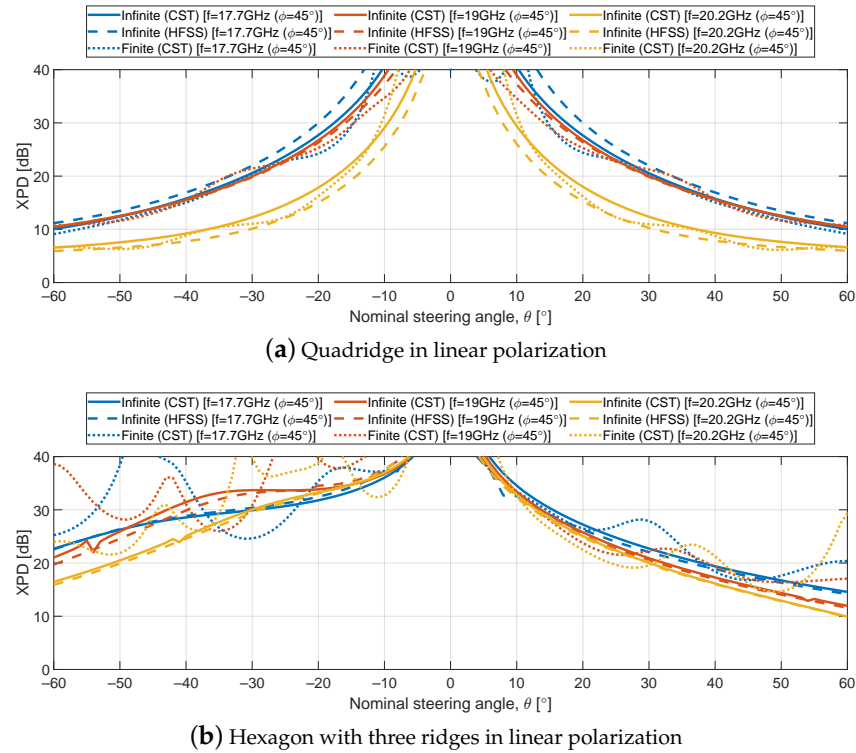 Infinite (CST) [f=17.7GHz (ϕ=45°)] Infinite (CST) [f=19GHz (ϕ=45°)] Infinite (CST) [f=20.2GHz (ϕ=45°)]
Infinite (HFSS) [f=17.7GHz (ϕ=45°)] Infinite (HFSS) [f=19GHz (ϕ=45°)] Infinite (HFSS) [f=20.2GHz (ϕ=45°)]
Finite (CST) [f=17.7GHz (ϕ=45°)] Finite (CST) [f=19GHz (ϕ=45°)] Finite (CST) [f=20.2GHz (ϕ=45°)]
40
30
20
10
0
XPD [dB]
–60 –50 –40 –30 –20 –10 0 10 20 30 40 50 60
Nominal steering angle, θ [°]
(a) Quadridge in linear polarization
Infinite (CST) [f=17.7GHz (ϕ=45°)] Infinite (CST) [f=19GHz (ϕ=45°)] Infinite (CST) [f=20.2GHz (ϕ=45°)]
Infinite (HFSS) [f=17.7GHz (ϕ=45°)] Infinite (HFSS) [f=19GHz (ϕ=45°)] Infinite (HFSS) [f=20.2GHz (ϕ=45°)]
Finite (CST) [f=17.7GHz (ϕ=45°)] Finite (CST) [f=19GHz (ϕ=45°)] Finite (CST) [f=20.2GHz (ϕ=45°)]
40
30
20
10
0
XPD [dB]
–60 –50 –40 –30 –20 –10 0 10 20 30 40 50 60
Nominal steering angle, θ [°]
(b) Hexagon with three ridges in linear polarization